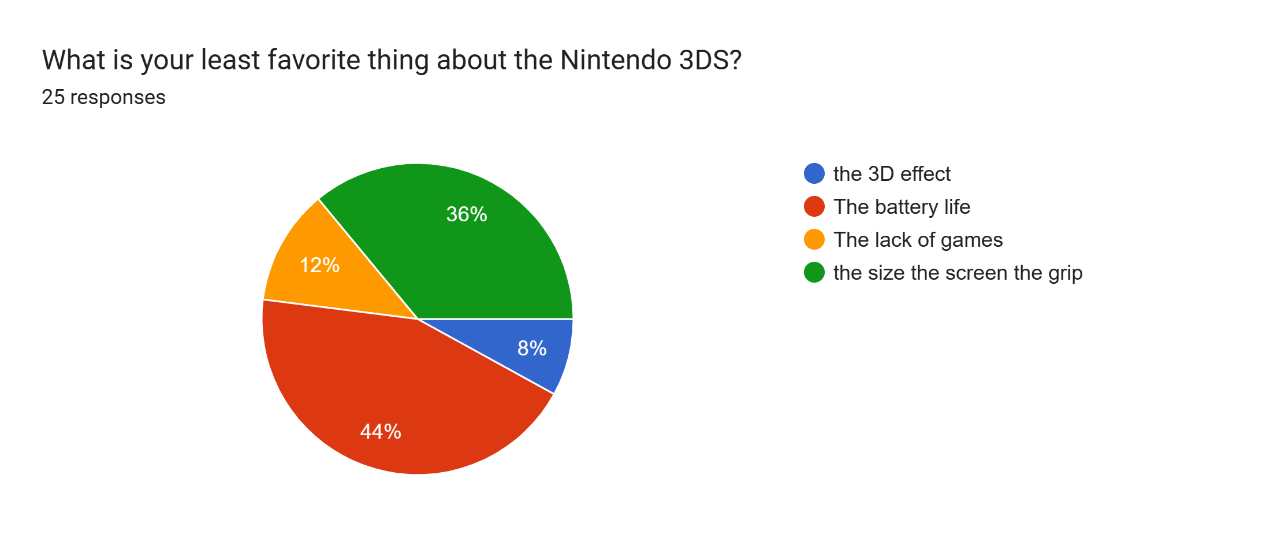 What is your least favorite thing about the Nintendo 3DS?
25 responses
36%
12%
8%
44%
the 3D effect
The battery life
The lack of games
the size the screen the grip